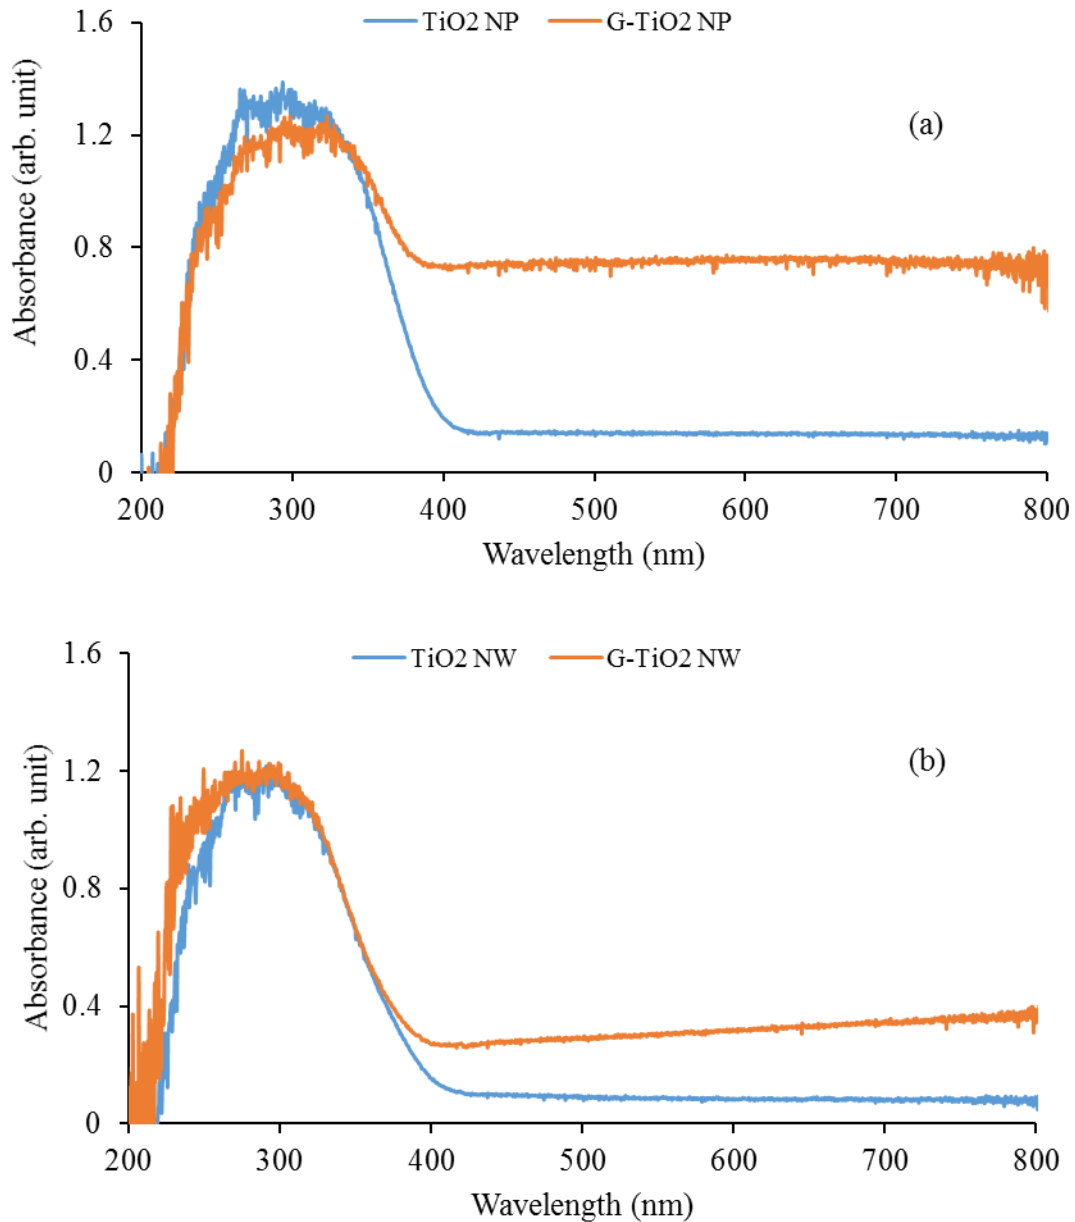 TiO2 NP G-TiO2 NP
1.6
1.2
0.8
0.4
0
Absorbance (arb. unit)
(a)
200 300 400 500 600 700 800
Wavelength (nm)
TiO2 NW G-TiO2 NW
1.6
1.2
0.8
0.4
0
Absorbance (arb. unit)
(b)
200 300 400 500 600 700 800
Wavelength (nm)